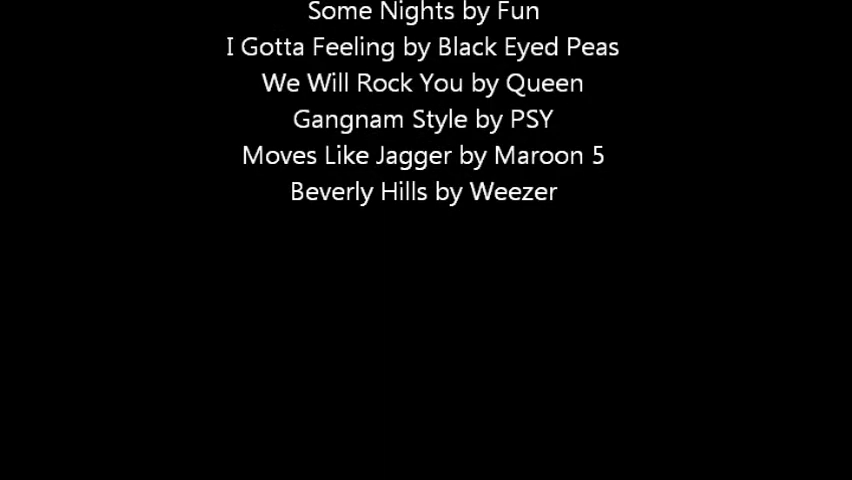 Some Nights by Fun
I Gotta Feeling by Black Eyed Peas
We Will Rock You by Queen
Gangnam Style by PSY
Moves Like Jagger by Maroon 5
Beverly Hills by Weezer